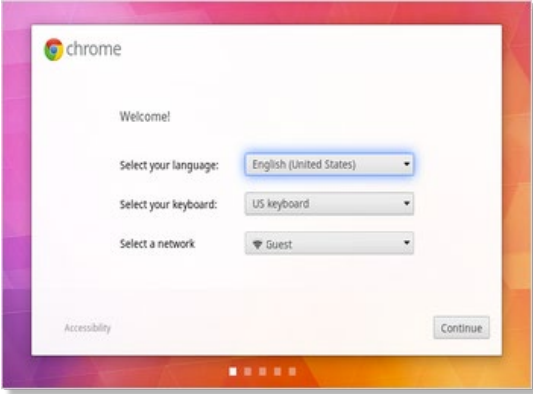 chrome
Welcome!
Select your language: English (United States)
Select your keyboard: US keyboard
Select a network Guest
Accessibility Continue